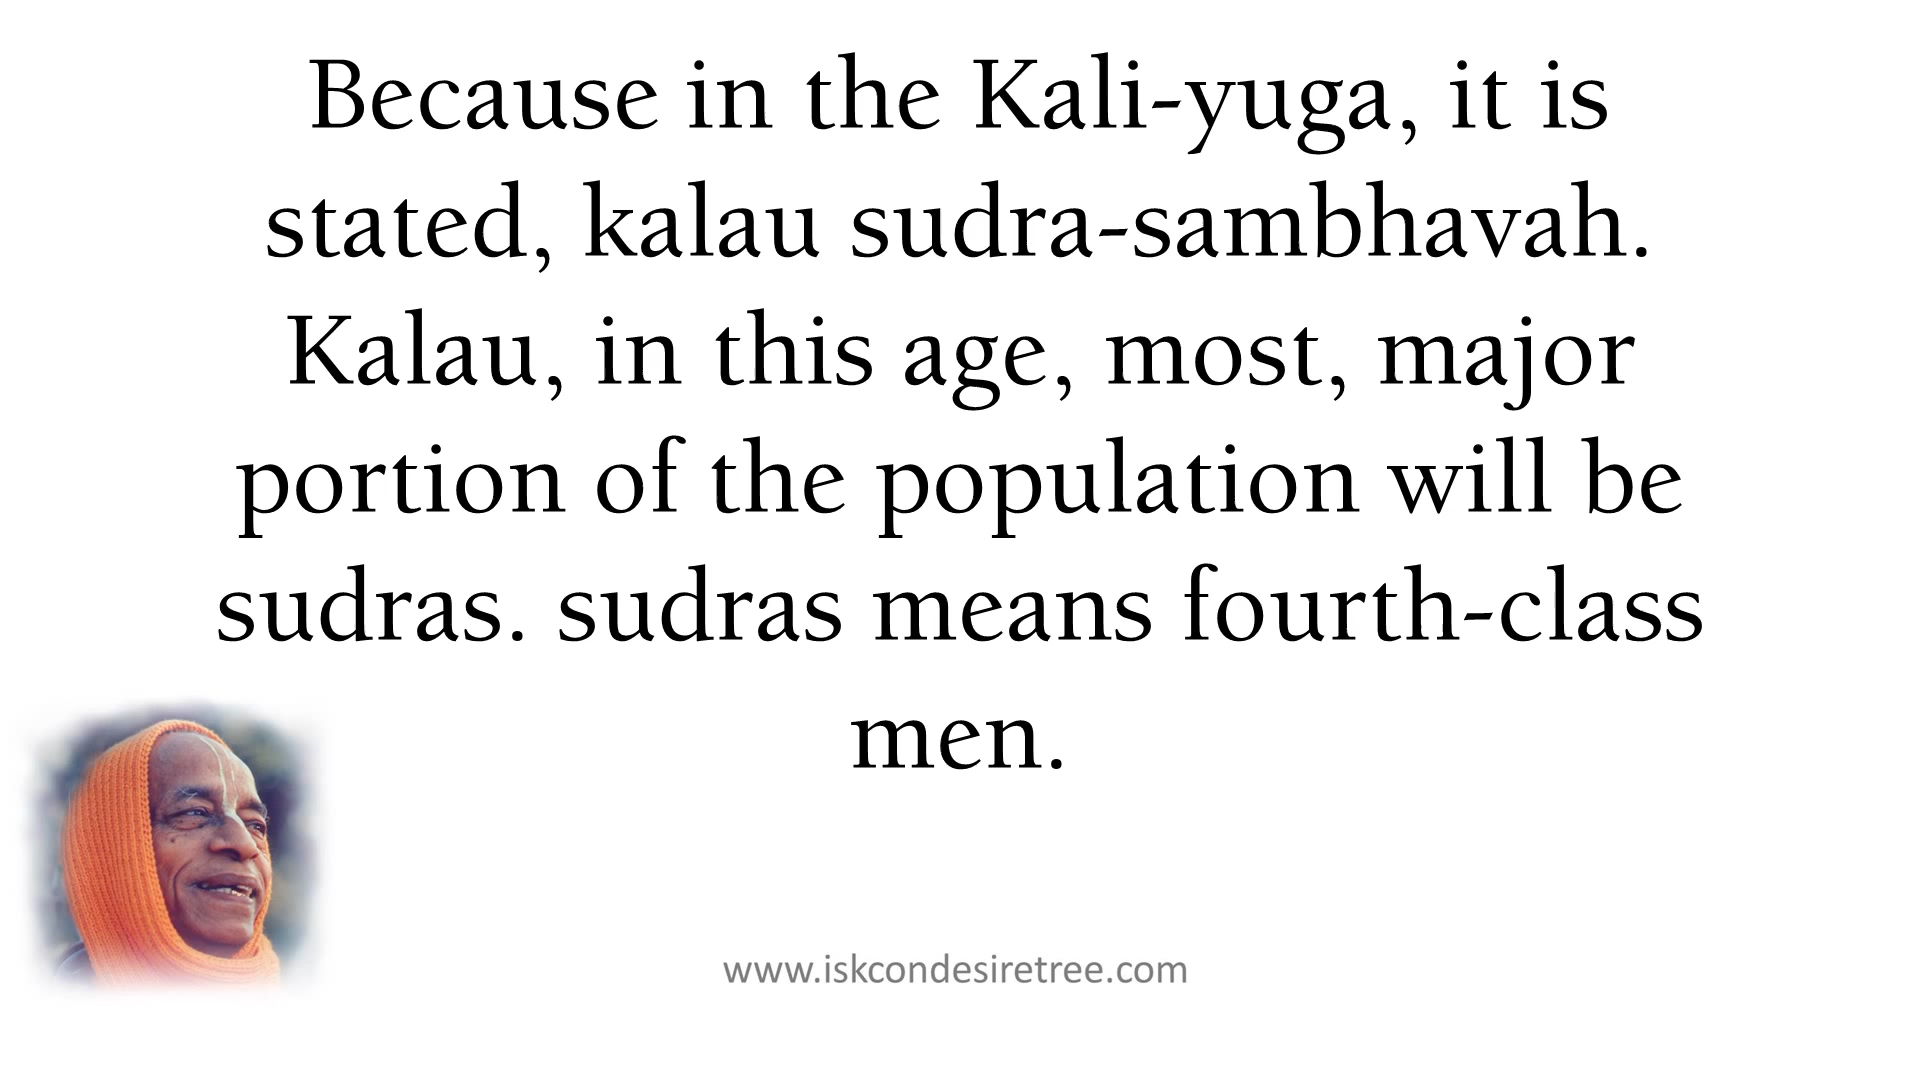 Because in the Kali-yuga, it is
stated, kalau sudra-sambhavah.
Kalau, in this age, most, major
portion of the population will be
sudras. sudras means fourth-class
men.
www.iskcondesiretree.com